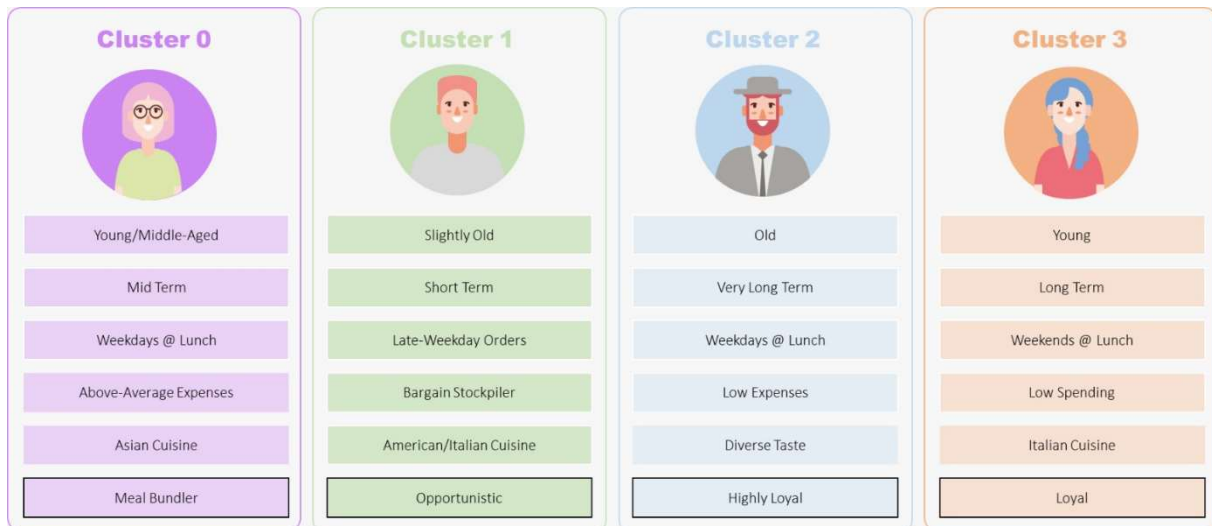 Cluster 0
Young/Middle-Aged
Mid Term
Weekdays @ Lunch
Above-Average Expenses
Asian Cuisine
Meal Bundler
Cluster 1
Slightly Old
Short Term
Late-Weekday Orders
Bargain Stockpiler
American/Italian Cuisine
Opportunistic
Cluster 2
Old
Very Long Term
Weekdays @ Lunch
Low Expenses
Diverse Taste
Highly Loyal
Cluster 3
Young
Long Term
Weekends @ Lunch
Low Spending
Italian Cuisine
Loyal